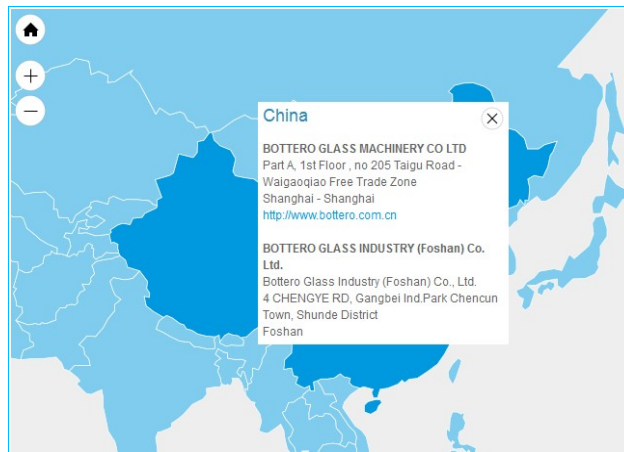 China
BOTTERO GLASS MACHINERY CO LTD
Part A, 1st Floor , no 205 Taigu Road -
Waigaoqiao Free Trade Zone
Shanghai - Shanghai
http://www.bottero.com.cn
BOTTERO GLASS INDUSTRY (Foshan) Co.
Ltd.
Bottero Glass Industry (Foshan) Co., Ltd.
4 CHENGYE RD, Gangbei Ind.Park Chencun
Town, Shunde District
Foshan